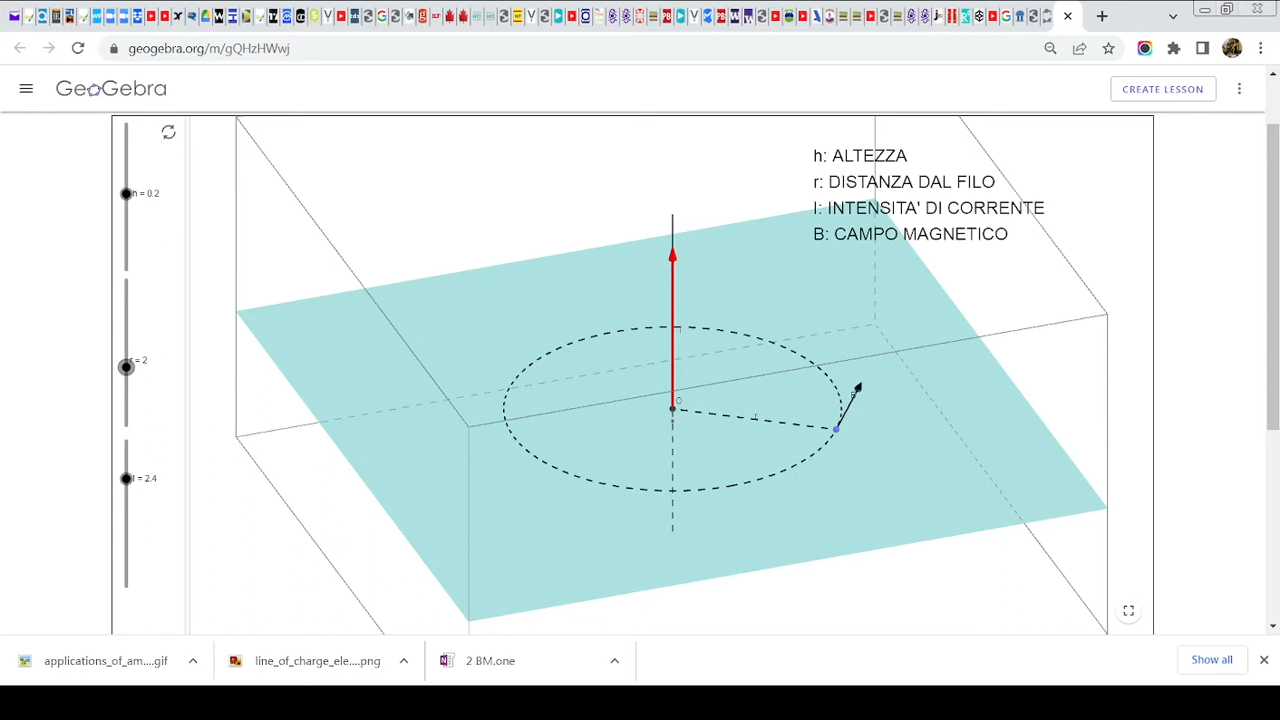 geogebra.org/m/gQHzHWwj
GeoGebra
CREATE LESSON
h = 0.2
r = 2
I = 2.4
h: ALTEZZA
r: DISTANZA DAL FILO
I: INTENSITA' DI CORRENTE
B: CAMPO MAGNETICO
I
O
r
B
applications_of_am....gif
line_of_charge_ele....png
2 BM.one
Show all